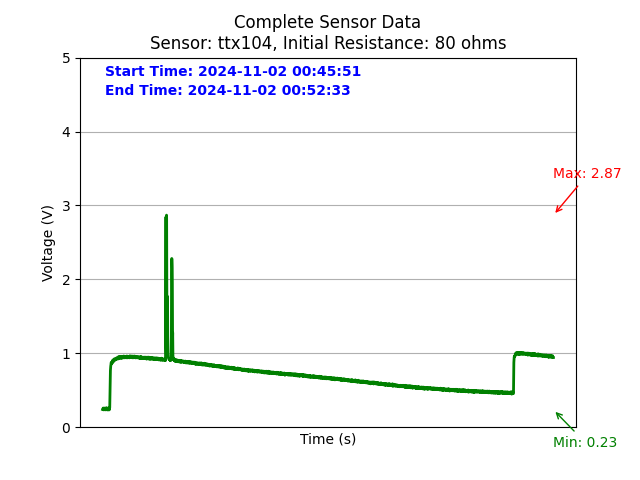 Complete Sensor Data
Sensor: ttx104, Initial Resistance: 80 ohms
Start Time: 2024-11-02 00:45:51
End Time: 2024-11-02 00:52:33
5
4
3
2
1
0
Voltage (V)
Max: 2.87
Min: 0.23
Time (s)